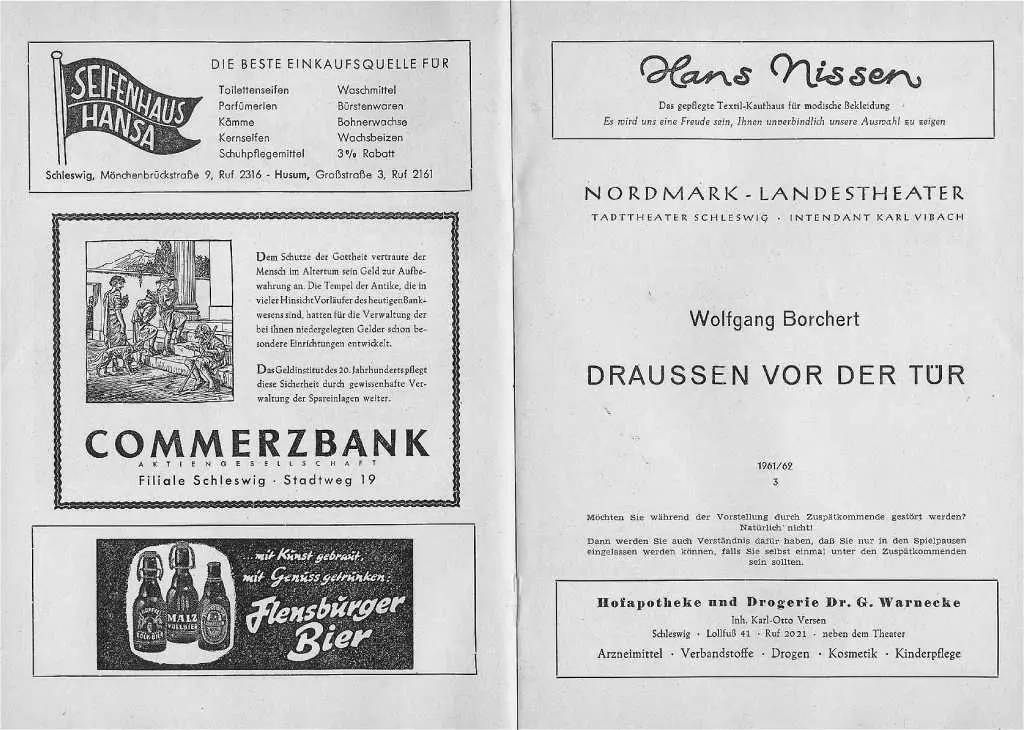 SEIFENHAUS
HANSA
DIE BESTE EINKAUFSQUELLE FÜR
Toilettenseifen Waschmittel
Parfümerien Bürstenwaren
Kämme Bohnerwachse
Kernseifen Wachsbeizen
Schuhpflegemittel 3% Rabatt
Schleswig, Mönchenbrückstraße 9, Ruf 2316 - Husum, Großstraße 3, Ruf 2161
Dem Schutze der Gottheit vertraute der
Mensch im Altertum sein Geld zur Aufbe-
wahrung an. Die Tempel der Antike, die in
vieler Hinsicht Vorläufer des heutigen Bank-
wesens sind, hatten für die Verwaltung der
bei ihnen niedergelegten Gelder schon be-
sondere Einrichtungen entwickelt.
Das Geldinstitut des 20. Jahrhunderts pflegt
diese Sicherheit durch gewissenhafte Ver-
waltung der Spareinlagen weiter.
COMMERZBANK
AKTIENGESELLSCHAFT
Filiale Schleswig · Stadtweg 19
...mit Kunst gebraut...
mit Genuss getrunken:
Flensburger
Bier
MALZ
VOLLBIER
Hans Nissen
Das gepflegte Textil-Kaufhaus für modische Bekleidung
Es wird uns eine Freude sein, Ihnen unverbindlich unsere Auswahl zu zeigen
NORDMARK-LANDESTHEATER
TADTTHEATER SCHLESWIG · INTENDANT KARL VIBACH
Wolfgang Borchert
DRAUSSEN VOR DER TÜR
1961/62
3
Möchten Sie während der Vorstellung durch Zuspätkommende gestört werden?
Natürlich nicht!
Dann werden Sie auch Verständnis dafür haben, daß Sie nur in den Spielpausen
eingelassen werden können, falls Sie selbst einmal unter den Zuspätkommenden
sein sollten.
Hofapotheke und Drogerie Dr. G. Warnecke
Inh. Karl-Otto Versen
Schleswig · Lollfuß 41 · Ruf 2021 · neben dem Theater
Arzneimittel · Verbandstoffe · Drogen · Kosmetik · Kinderpflege